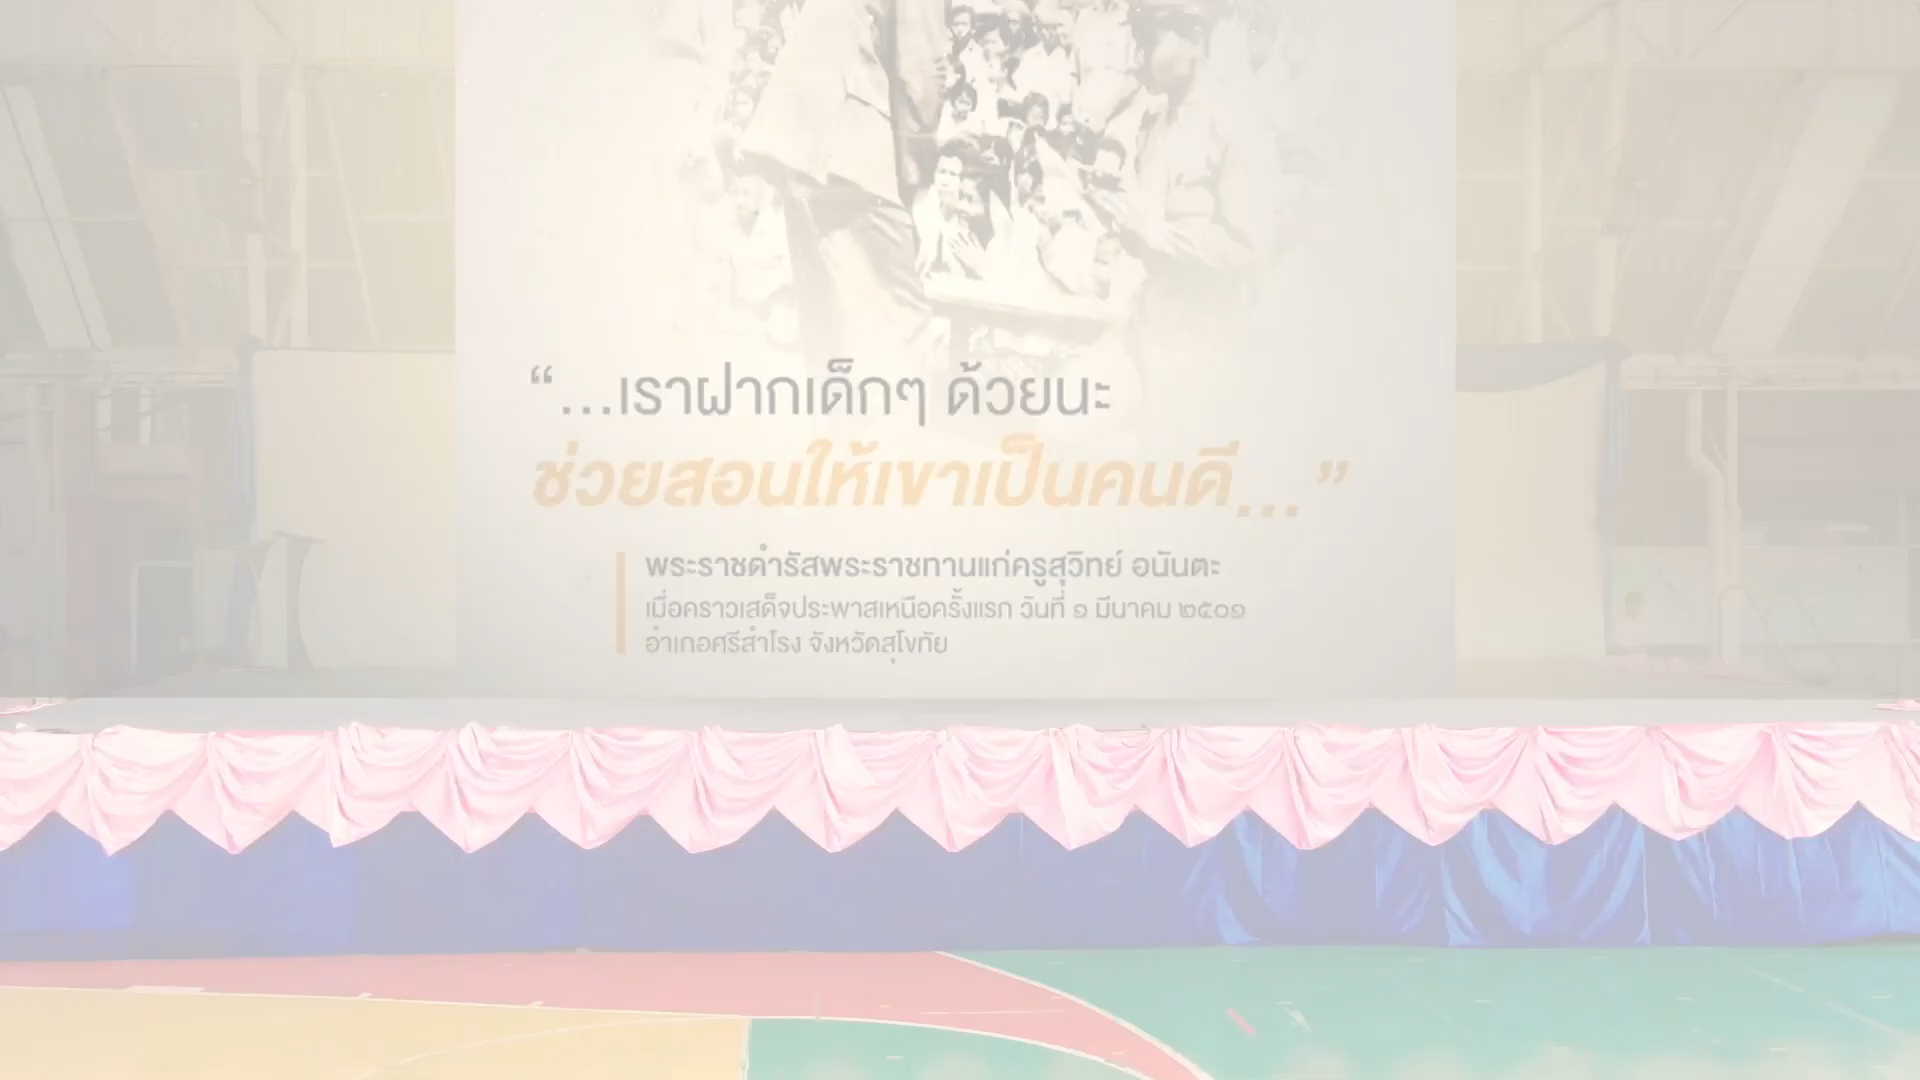 “...เราฝากเด็กๆ ด้วยนะ
ช่วยสอนให้เขาเป็นคนดี...”
พระราชดำรัสพระราชทานแก่ครูสุวิทย์ อนันตะ
เมื่อคราวเสด็จประพาสเหนือครั้งแรก วันที่ ๑ มีนาคม ๒๕๐๑
อำเภอศรีสำโรง จังหวัดสุโขทัย